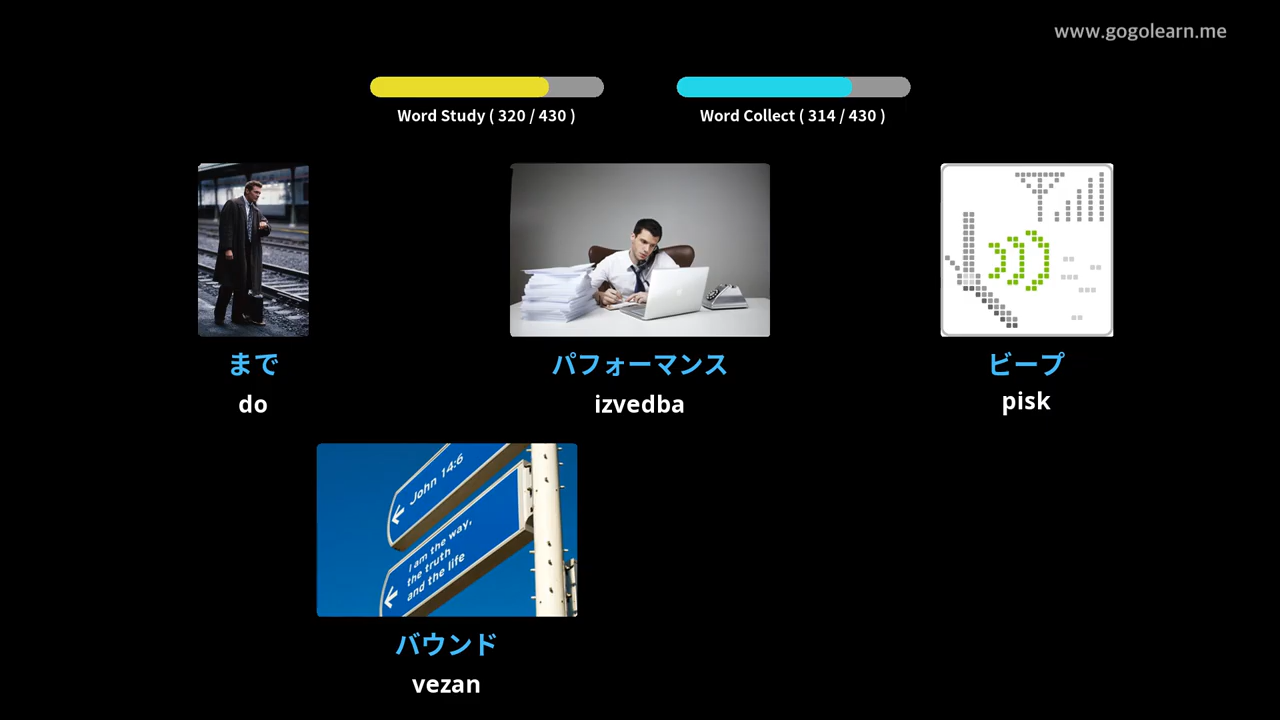 www.gogolearn.me
Word Study ( 320 / 430 )
Word Collect ( 314 / 430 )
まで
do
パフォーマンス
izvedba
ビープ
pisk
John 14:6
I am the way,
the truth
and the life
バウンド
vezan